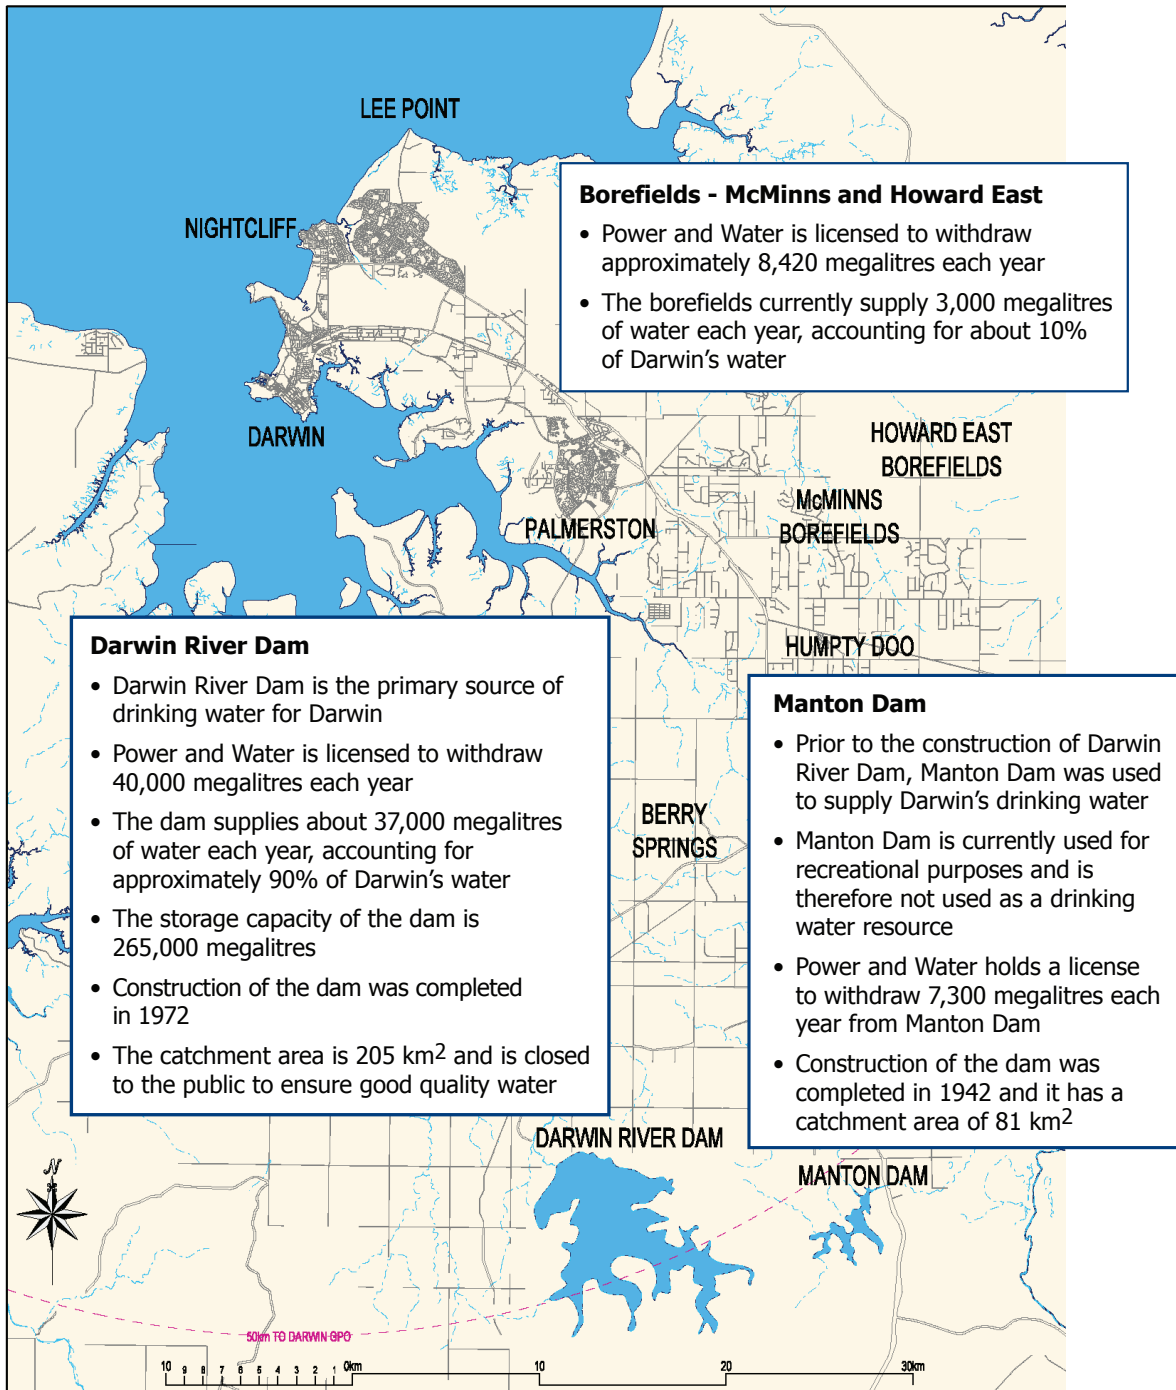 LEE POINT
Borefields - McMinns and Howard East
• Power and Water is licensed to withdraw
approximately 8,420 megalitres each year
• The borefields currently supply 3,000 megalitres
of water each year, accounting for about 10%
of Darwin’s water
NIGHTCLIFF
DARWIN
HOWARD EAST
BOREFIELDS
McMINNS
BOREFIELDS
PALMERSTON
HUMPTY DOO
Darwin River Dam
• Darwin River Dam is the primary source of
drinking water for Darwin
• Power and Water is licensed to withdraw
40,000 megalitres each year
• The dam supplies about 37,000 megalitres
of water each year, accounting for
approximately 90% of Darwin’s water
• The storage capacity of the dam is
265,000 megalitres
• Construction of the dam was completed
in 1972
• The catchment area is 205 km² and is closed
to the public to ensure good quality water
BERRY
SPRINGS
Manton Dam
• Prior to the construction of Darwin
River Dam, Manton Dam was used
to supply Darwin’s drinking water
• Manton Dam is currently used for
recreational purposes and is
therefore not used as a drinking
water resource
• Power and Water holds a license
to withdraw 7,300 megalitres each
year from Manton Dam
• Construction of the dam was
completed in 1942 and it has a
catchment area of 81 km²
DARWIN RIVER DAM
MANTON DAM
N
50km TO DARWIN GPO
10 9 8 7 6 5 4 3 2 1 0km 10 20 30km